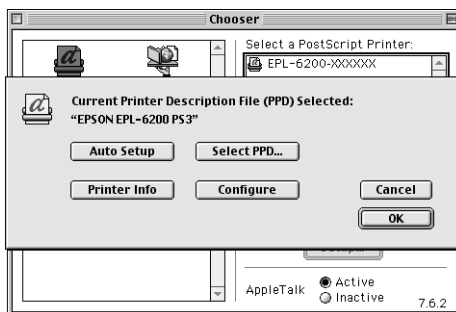 Chooser
Select a PostScript Printer:
EPL-6200-XXXXXX
Current Printer Description File (PPD) Selected:
“EPSON EPL-6200 PS3”
Auto Setup
Select PPD...
Printer Info
Configure
Cancel
OK
AppleTalk
Active
Inactive
7.6.2